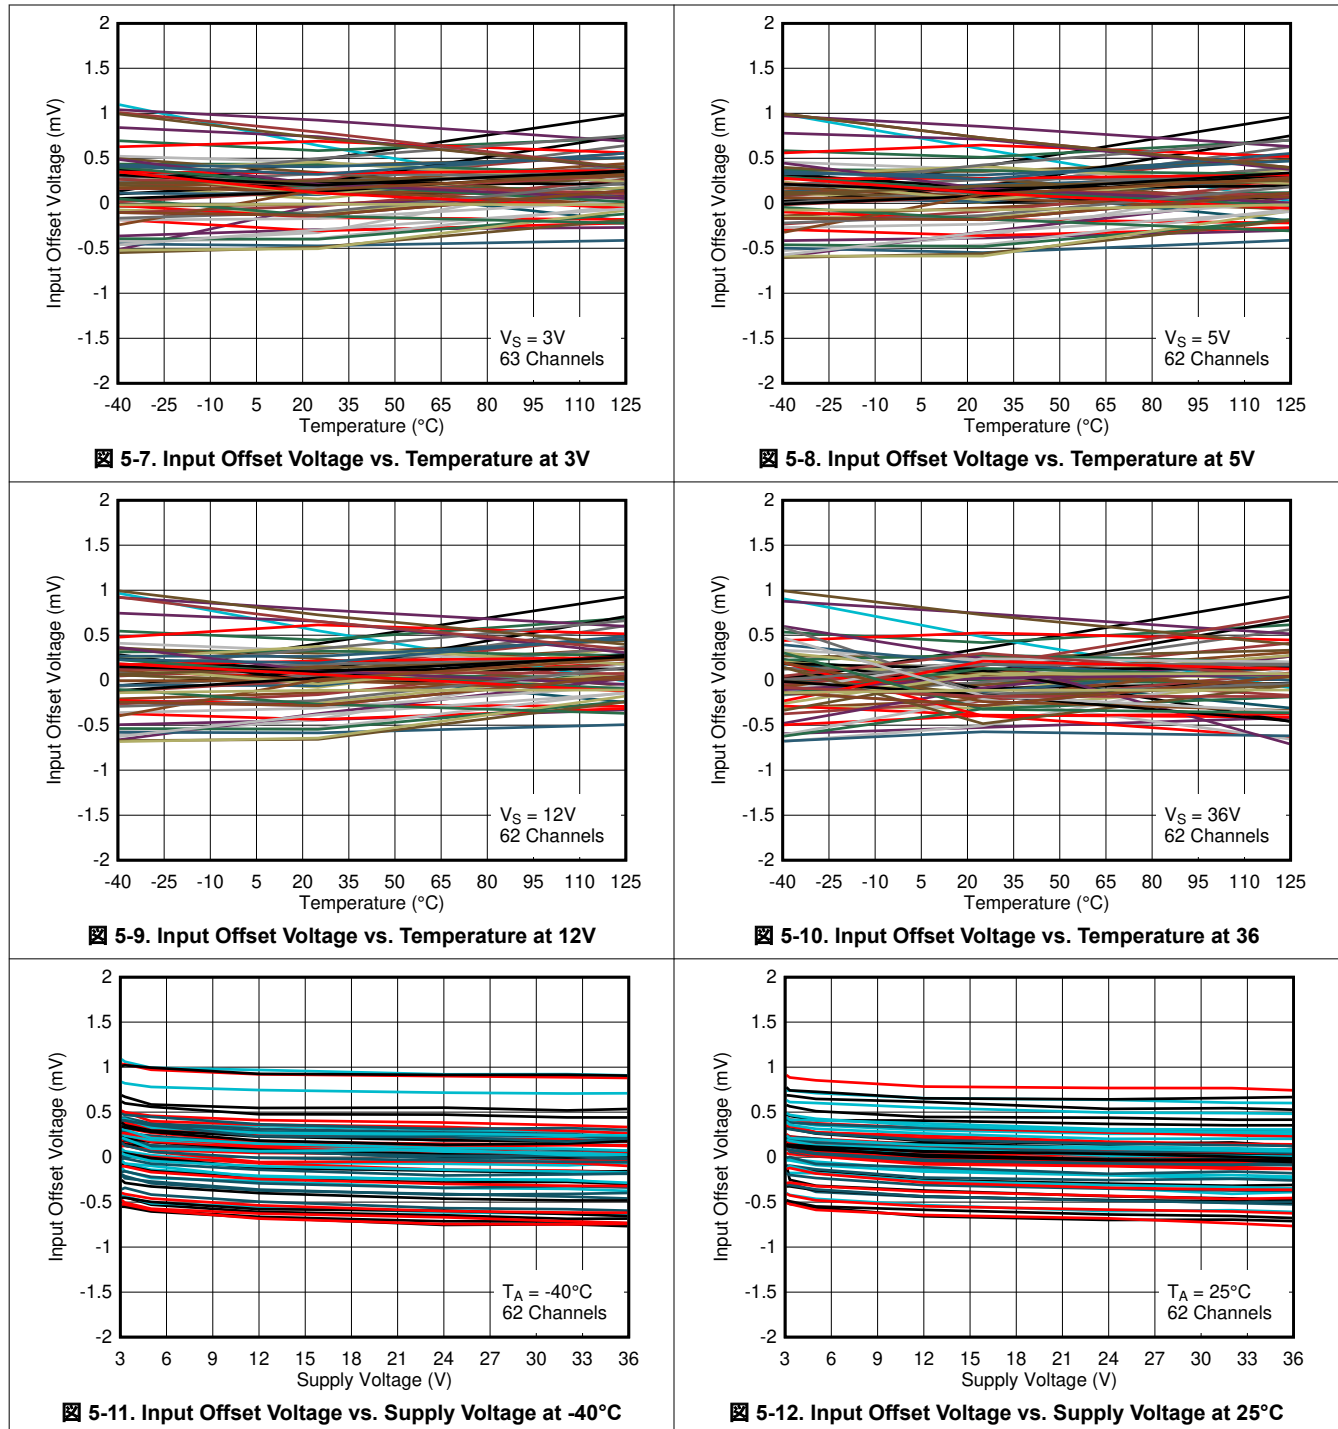 2
1.5
1
0.5
0
-0.5
-1
-1.5
-2
Input Offset Voltage (mV)
V_S = 3V
63 Channels
-40 -25 -10 5 20 35 50 65 80 95 110 125
Temperature (°C)
図 5-7. Input Offset Voltage vs. Temperature at 3V
2
1.5
1
0.5
0
-0.5
-1
-1.5
-2
Input Offset Voltage (mV)
V_S = 5V
62 Channels
-40 -25 -10 5 20 35 50 65 80 95 110 125
Temperature (°C)
図 5-8. Input Offset Voltage vs. Temperature at 5V
2
1.5
1
0.5
0
-0.5
-1
-1.5
-2
Input Offset Voltage (mV)
V_S = 12V
62 Channels
-40 -25 -10 5 20 35 50 65 80 95 110 125
Temperature (°C)
図 5-9. Input Offset Voltage vs. Temperature at 12V
2
1.5
1
0.5
0
-0.5
-1
-1.5
-2
Input Offset Voltage (mV)
V_S = 36V
62 Channels
-40 -25 -10 5 20 35 50 65 80 95 110 125
Temperature (°C)
図 5-10. Input Offset Voltage vs. Temperature at 36
2
1.5
1
0.5
0
-0.5
-1
-1.5
-2
Input Offset Voltage (mV)
T_A = -40°C
62 Channels
3 6 9 12 15 18 21 24 27 30 33 36
Supply Voltage (V)
図 5-11. Input Offset Voltage vs. Supply Voltage at -40°C
2
1.5
1
0.5
0
-0.5
-1
-1.5
-2
Input Offset Voltage (mV)
T_A = 25°C
62 Channels
3 6 9 12 15 18 21 24 27 30 33 36
Supply Voltage (V)
図 5-12. Input Offset Voltage vs. Supply Voltage at 25°C